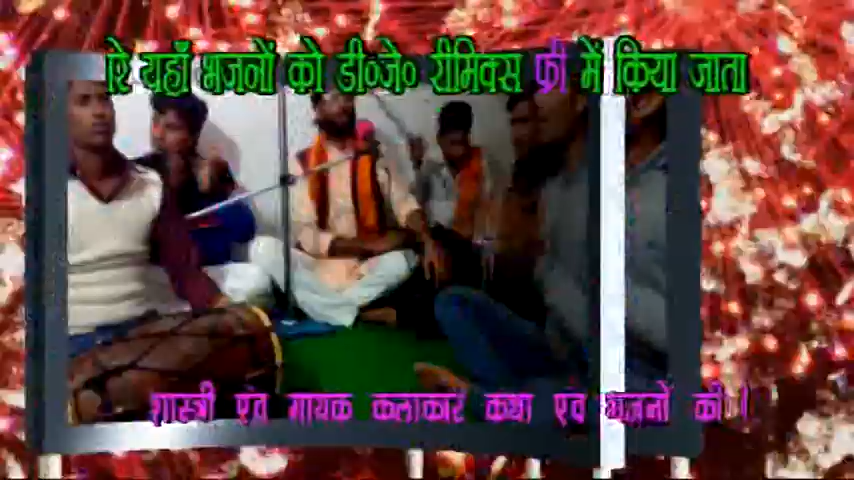 रि यहाँ भजनों को डी०जे० रीमिक्स फ्री में किया जाता
शास्त्री एवं गायक कलाकार कथा एवं भजनों की !